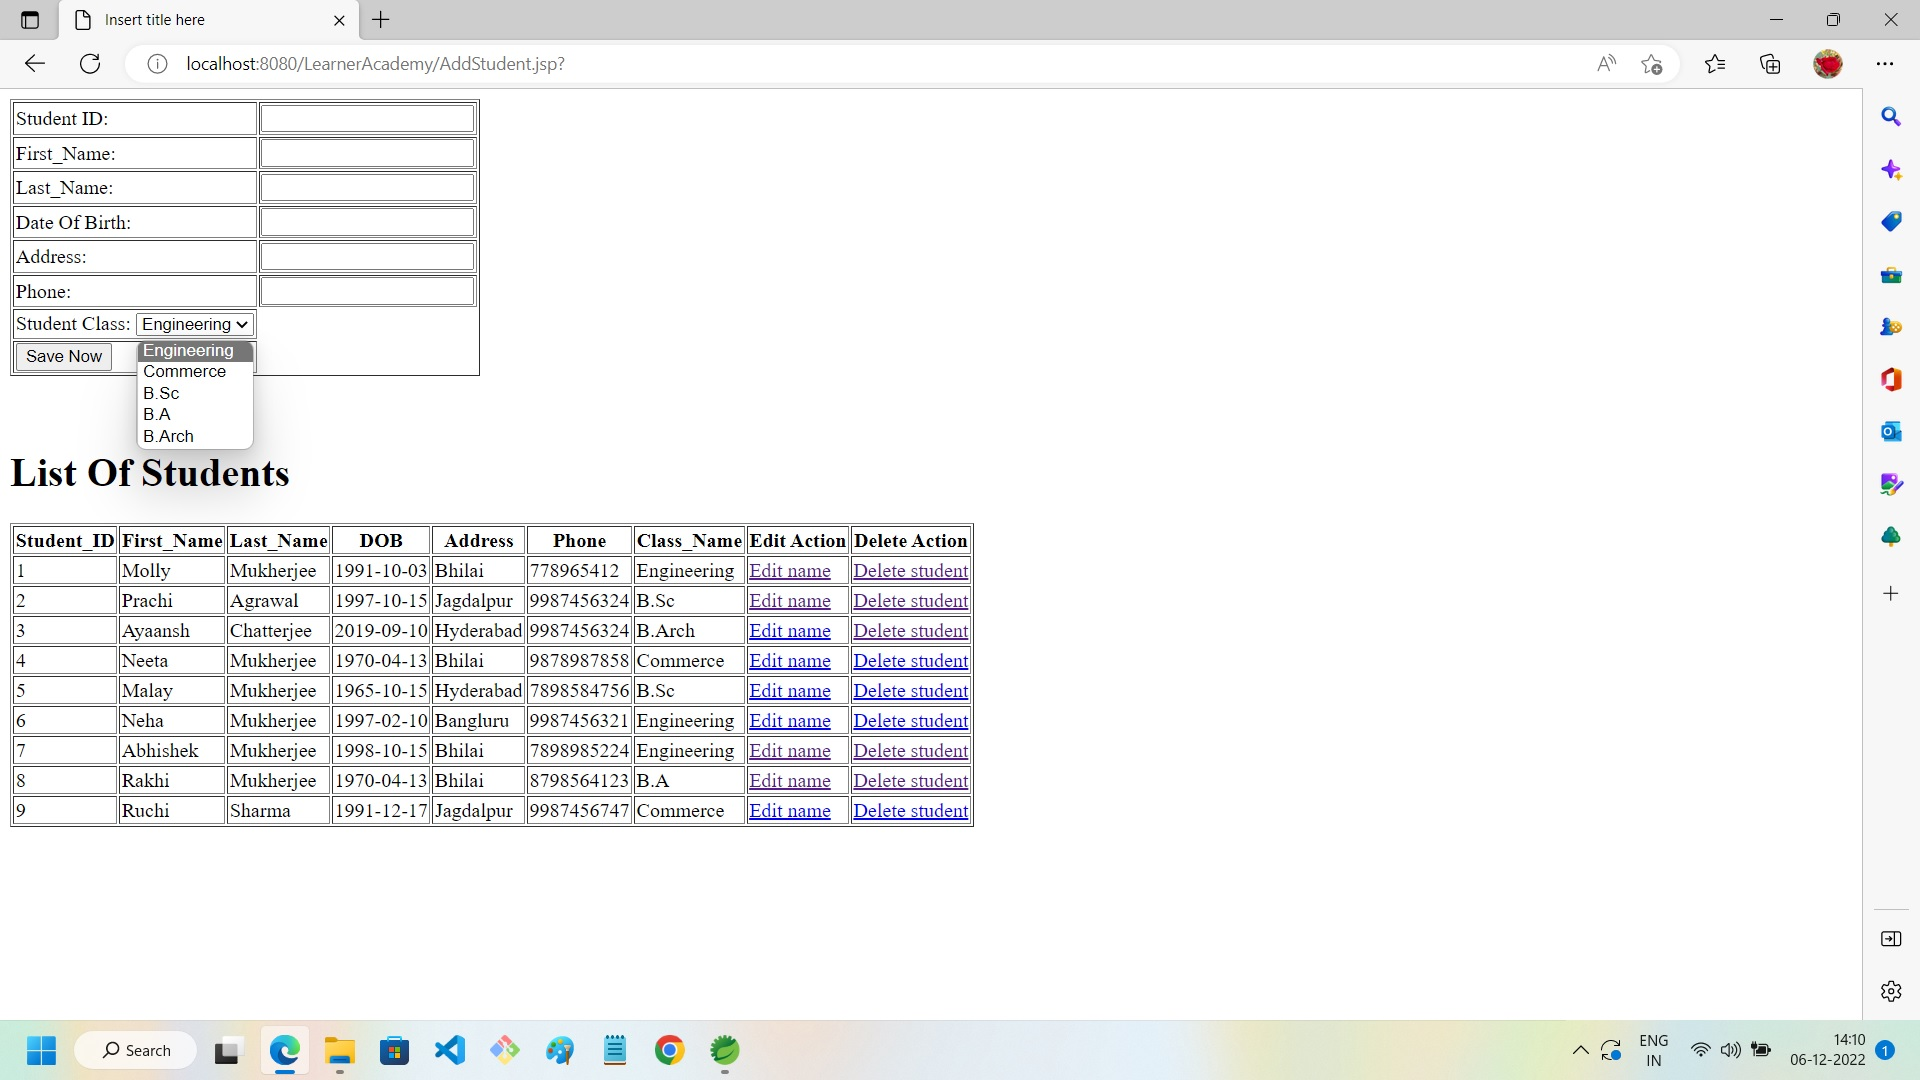 Insert title here
localhost:8080/LearnerAcademy/AddStudent.jsp?
Student ID:
First_Name:
Last_Name:
Date Of Birth:
Address:
Phone:
Student Class: Engineering
Save Now
Engineering
Commerce
B.Sc
B.A
B.Arch
List Of Students
Student_ID First_Name Last_Name DOB Address Phone Class_Name Edit Action Delete Action
1 Molly Mukherjee 1991-10-03 Bhilai 778965412 Engineering Edit name Delete student
2 Prachi Agrawal 1997-10-15 Jagdalpur 9987456324 B.Sc Edit name Delete student
3 Ayaansh Chatterjee 2019-09-10 Hyderabad 9987456324 B.Arch Edit name Delete student
4 Neeta Mukherjee 1970-04-13 Bhilai 9878987858 Commerce Edit name Delete student
5 Malay Mukherjee 1965-10-15 Hyderabad 7898584756 B.Sc Edit name Delete student
6 Neha Mukherjee 1997-02-10 Bangluru 9987456321 Engineering Edit name Delete student
7 Abhishek Mukherjee 1998-10-15 Bhilai 7898985224 Engineering Edit name Delete student
8 Rakhi Mukherjee 1970-04-13 Bhilai 8798564123 B.A Edit name Delete student
9 Ruchi Sharma 1991-12-17 Jagdalpur 9987456747 Commerce Edit name Delete student
Search
ENG
IN
14:10
06-12-2022
1